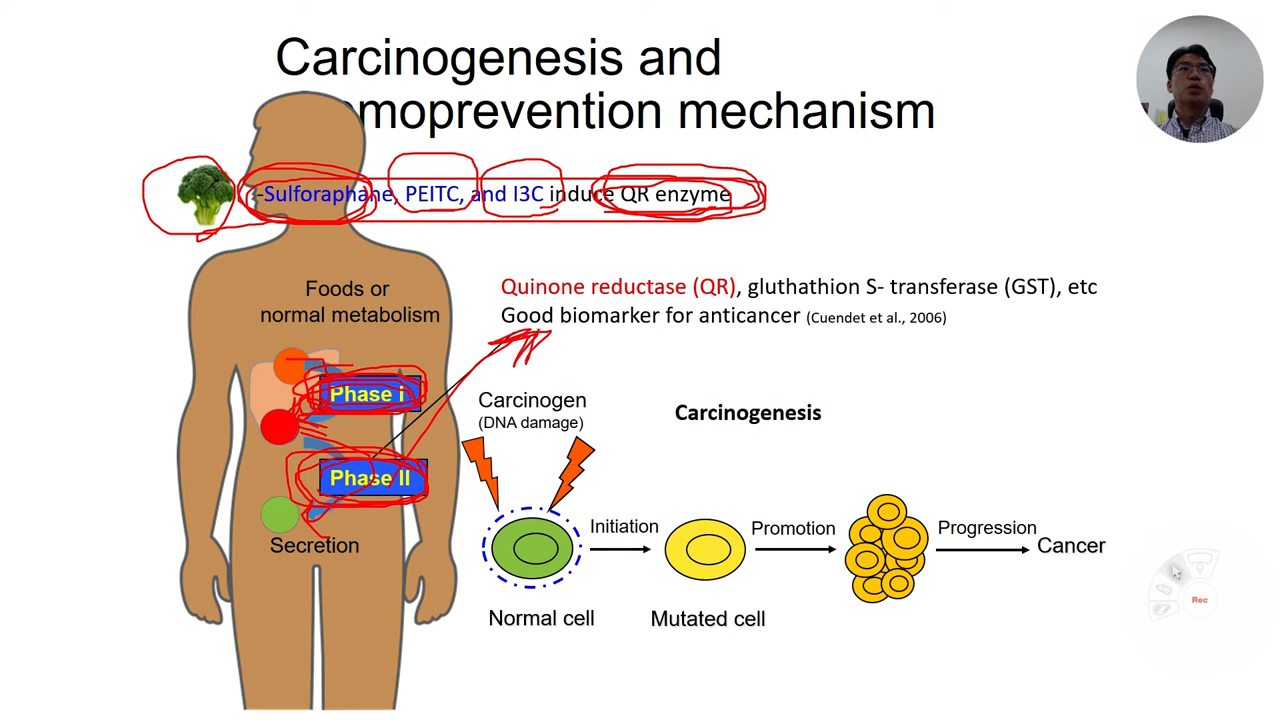 Carcinogenesis and
emoprevention mechanism
-Sulforaphane, PEITC, and I3C induce QR enzyme
Foods or
normal metabolism
Quinone reductase (QR), gluthathion S- transferase (GST), etc
Good biomarker for anticancer (Cuendet et al., 2006)
Phase I
Carcinogen
(DNA damage)
Carcinogenesis
Phase II
Secretion
Initiation
Promotion
Progression
Cancer
Normal cell
Mutated cell
Rec